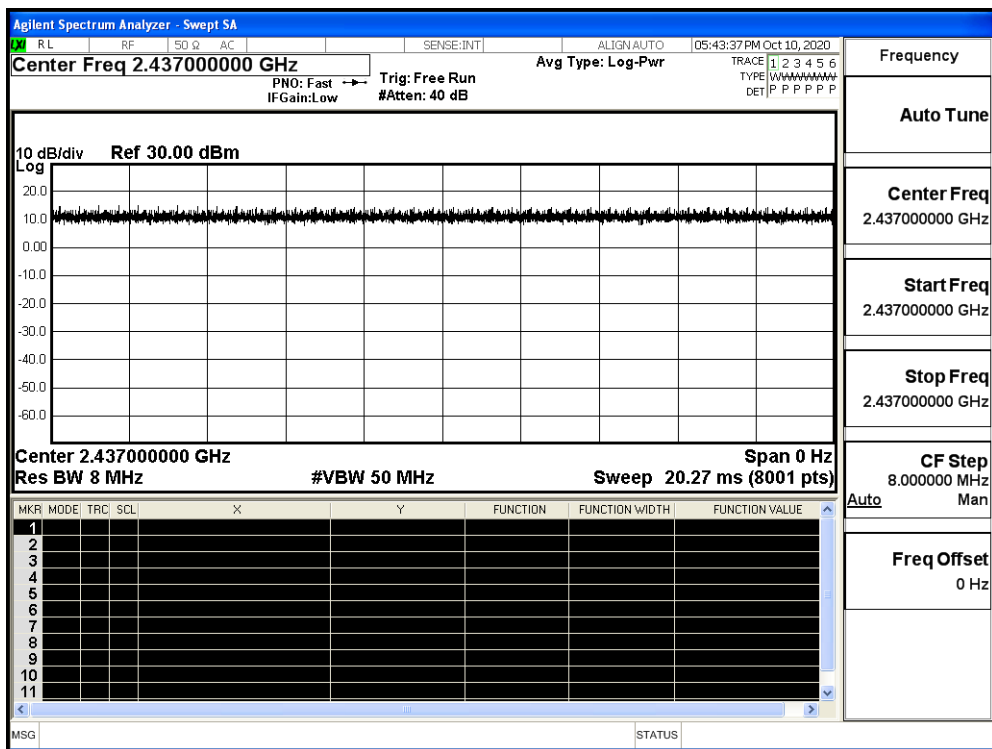 Agilent Spectrum Analyzer - Swept SA
LXI RL RF 50 Ω AC SENSE:INT ALIGN AUTO 05:43:37 PM Oct 10, 2020
Center Freq 2.437000000 GHz
PNO: Fast
IFGain:Low
Trig: Free Run
#Atten: 40 dB
Avg Type: Log-Pwr
TRACE 1 2 3 4 5 6
TYPE WWWWWW
DET P P P P P P
10 dB/div Ref 30.00 dBm
Log
20.0
10.0
0.00
-10.0
-20.0
-30.0
-40.0
-50.0
-60.0
Center 2.437000000 GHz Span 0 Hz
Res BW 8 MHz #VBW 50 MHz Sweep 20.27 ms (8001 pts)
MKR MODE TRC SCL X Y FUNCTION FUNCTION WIDTH FUNCTION VALUE
1
2
3
4
5
6
7
8
9
10
11
MSG STATUS
Frequency
Auto Tune
Center Freq
2.437000000 GHz
Start Freq
2.437000000 GHz
Stop Freq
2.437000000 GHz
CF Step
8.000000 MHz
Auto Man
Freq Offset
0 Hz